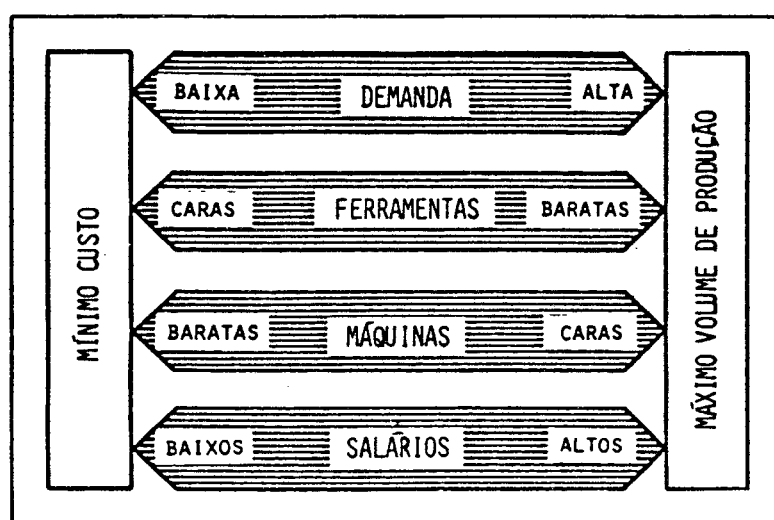 MÍNIMO CUSTO
BAIXA DEMANDA ALTA
CARAS FERRAMENTAS BARATAS
BARATAS MÁQUINAS CARAS
BAIXOS SALÁRIOS ALTOS
MÁXIMO VOLUME DE PRODUÇÃO